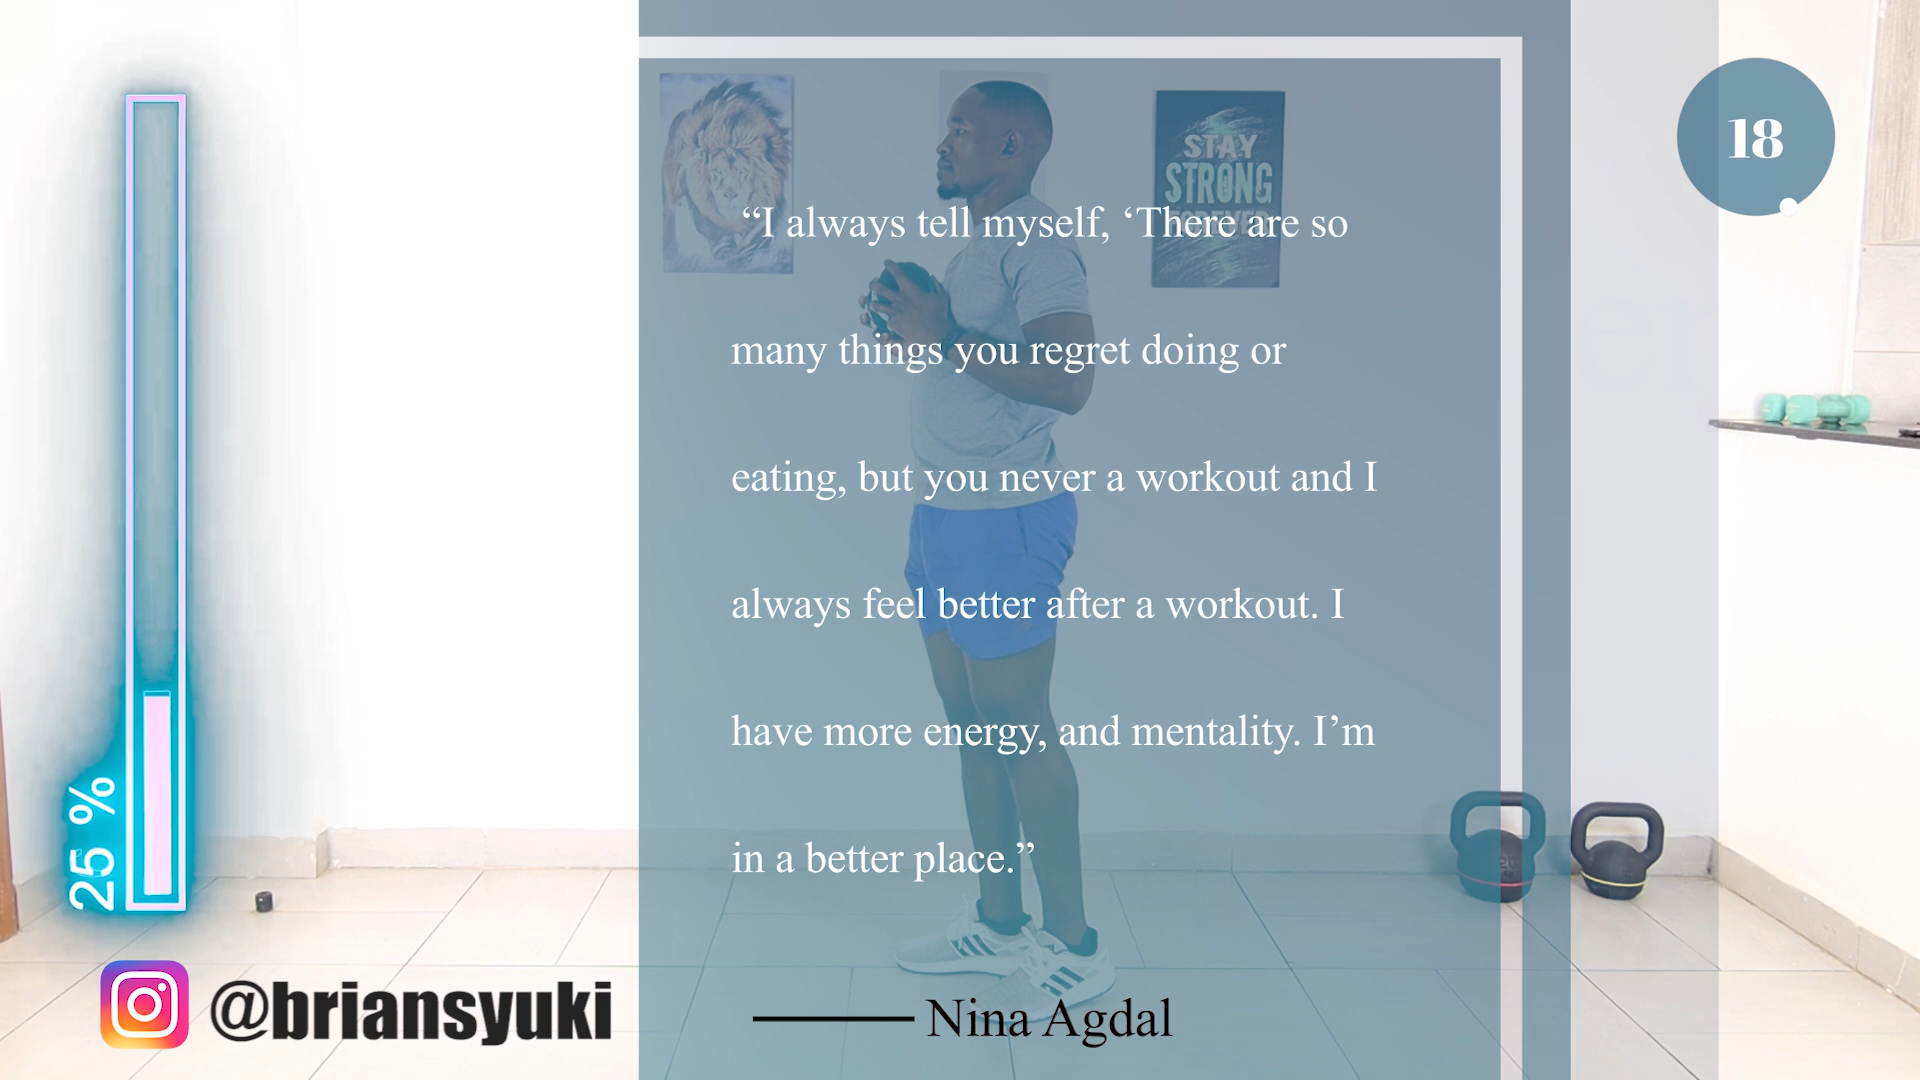 18
STAY
STRONG
FOREVER
“I always tell myself, ‘There are so
many things you regret doing or
eating, but you never a workout and I
always feel better after a workout. I
have more energy, and mentality. I’m
in a better place.”
Nina Agdal
25 %
@briansyuki